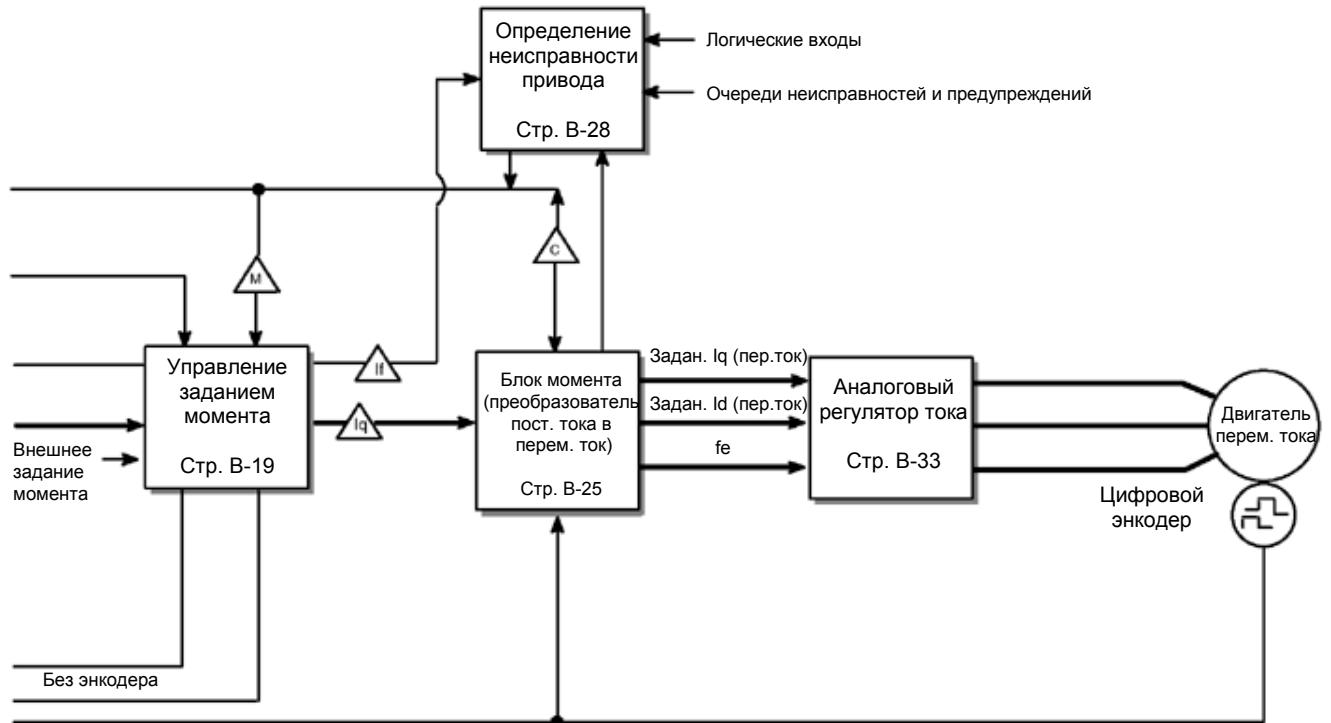 Определение
неисправности
привода
Стр. B-28
Логические входы
Очереди неисправностей и предупреждений
M
C
If
Iq
Управление
заданием
момента
Стр. B-19
Внешнее
задание
момента
Блок момента
(преобразователь
пост. тока в
перем. ток)
Стр. B-25
Задан. Iq (пер.ток)
Задан. Id (пер.ток)
fe
Аналоговый
регулятор тока
Стр. B-33
Двигатель
перем. тока
Цифровой
энкодер
Без энкодера